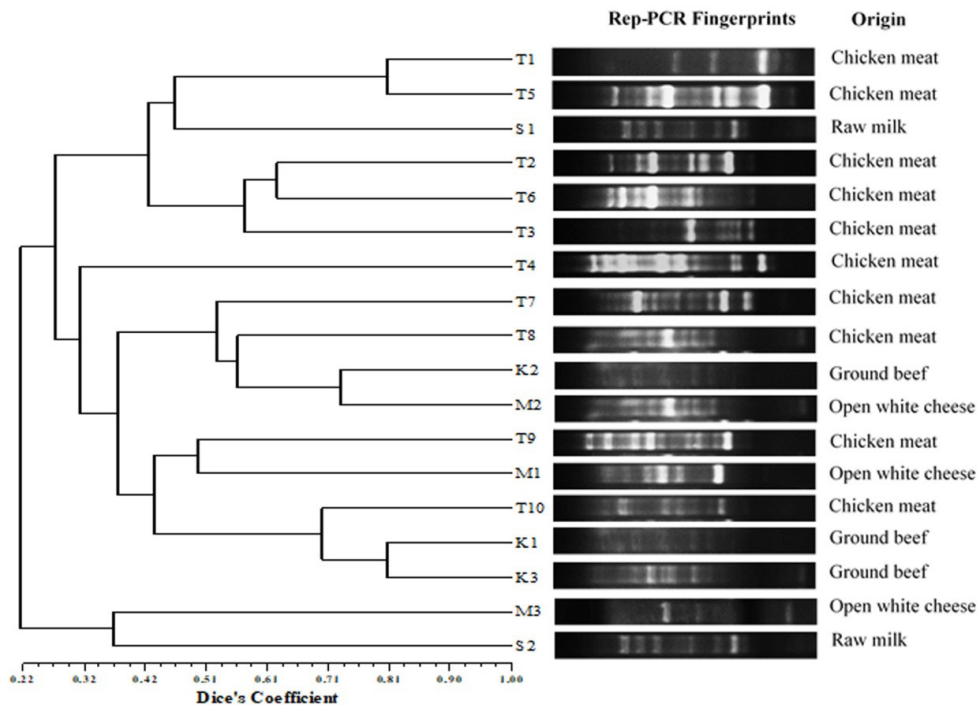 Rep-PCR Fingerprints Origin
T1 Chicken meat
T5 Chicken meat
S1 Raw milk
T2 Chicken meat
T6 Chicken meat
T3 Chicken meat
T4 Chicken meat
T7 Chicken meat
T8 Chicken meat
K2 Ground beef
M2 Open white cheese
T9 Chicken meat
M1 Open white cheese
T10 Chicken meat
K1 Ground beef
K3 Ground beef
M3 Open white cheese
S2 Raw milk
0.22 0.32 0.42 0.51 0.61 0.71 0.81 0.90 1.00
Dice's Coefficient